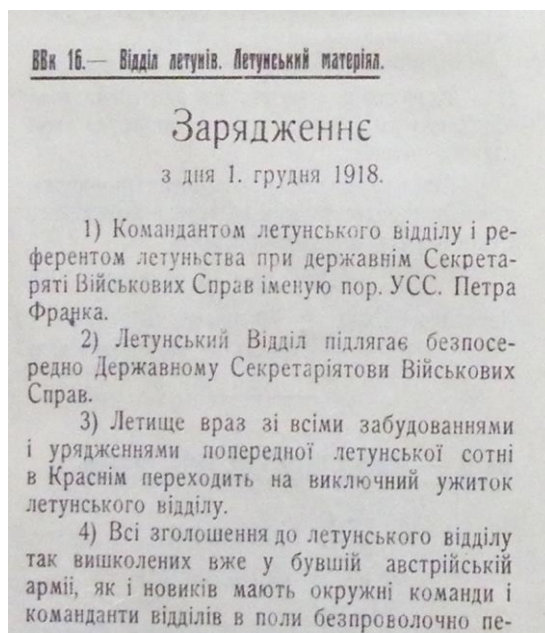 ВВк 16.— Відділ летунів. Летунський матеріял.
Зарядженнє
з дня 1. грудня 1918.
1) Командантом летунського відділу і ре-
ферентом летуньства при державнім Секрета-
ряті Військових Справ іменую пор. УСС. Петра
Франка.
2) Летунський Відділ підлягає безпосе-
редно Державному Секретаріятови Військових
Справ.
3) Летище враз зі всіми забудованнями
і урядженнями попередної летунської сотні
в Краснім переходить на виключний ужиток
летунського відділу.
4) Всі зголошення до летунського відділу
так вишколених вже у бувшій австрійській
армії, як і новиків мають окружні команди і
команданти відділів в поли безпроволочно пе-